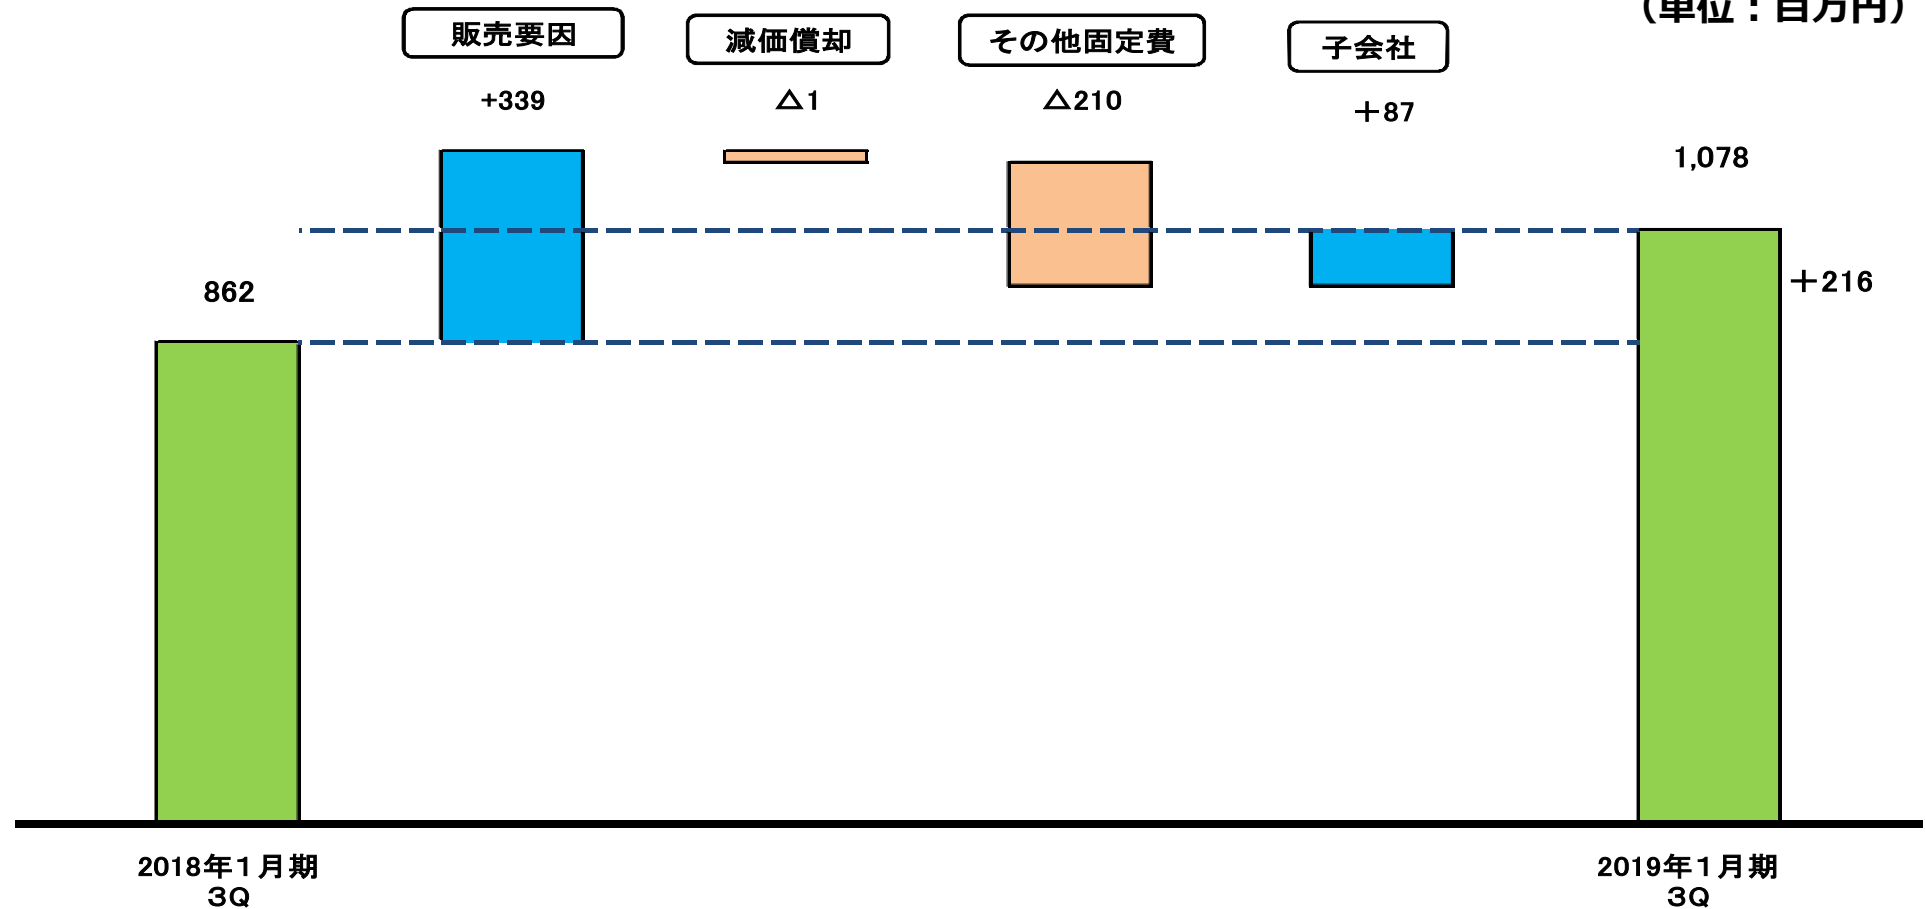 （単位：百万円）
販売要因
減価償却
その他固定費
子会社
+339
△1
△210
＋87
1,078
862
＋216
2018年１月期
３Q
2019年１月期
３Q